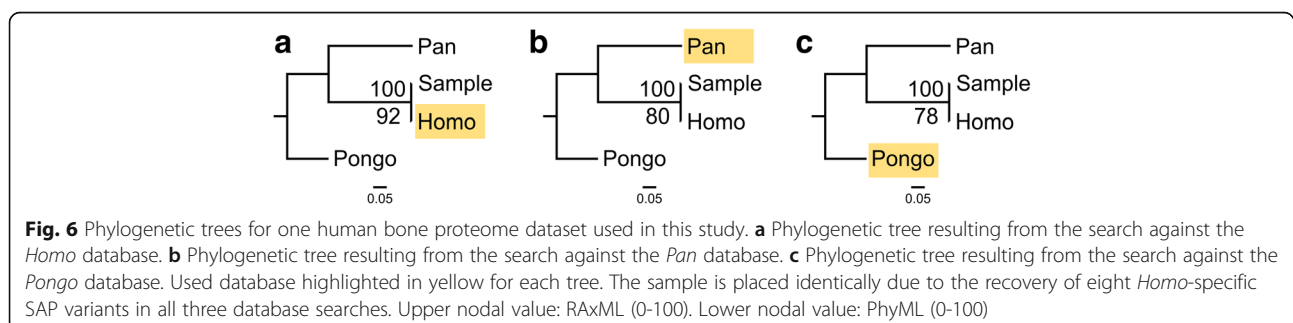 a
Pan
100 Sample
92 Homo
Pongo
0.05
b
Pan
100 Sample
80 Homo
Pongo
0.05
c
Pan
100 Sample
78 Homo
Pongo
0.05
Fig. 6 Phylogenetic trees for one human bone proteome dataset used in this study. a Phylogenetic tree resulting from the search against the
Homo database. b Phylogenetic tree resulting from the search against the Pan database. c Phylogenetic tree resulting from the search against the
Pongo database. Used database highlighted in yellow for each tree. The sample is placed identically due to the recovery of eight Homo-specific
SAP variants in all three database searches. Upper nodal value: RAxML (0-100). Lower nodal value: PhyML (0-100)